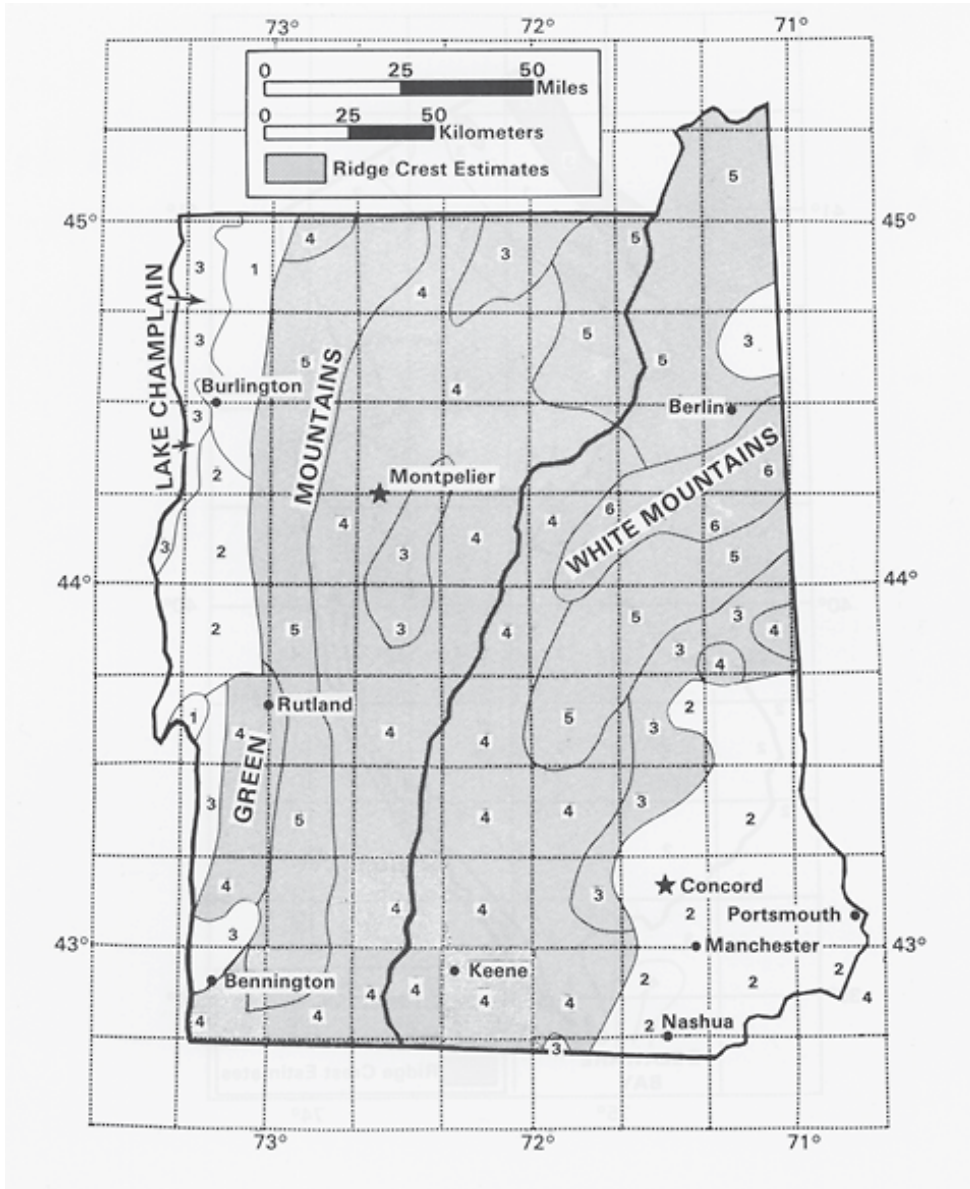 73° 72° 71°
0 25 50
Miles
0 25 50
Kilometers
Ridge Crest Estimates
5
45° 45°
4 5
3 3
1
4
LAKE CHAMPLAIN
3 5 3
5 5
Burlington
4
Berlin
3
MOUNTAINS
2 Montpelier
WHITE MOUNTAINS
6
4 4 4 6 6
3 2 3 5
44° 44°
2 5 3 4 5 3 4
3 4
Rutland
1 4 4 4 5 3 2
GREEN
3 5 4 4 3 2
4 Concord
4 4 3 2 Portsmouth
3
43° Manchester 43°
Bennington Keene
4 4 4 2 2 2
4 4 4 4
2 Nashua
3
73° 72° 71°